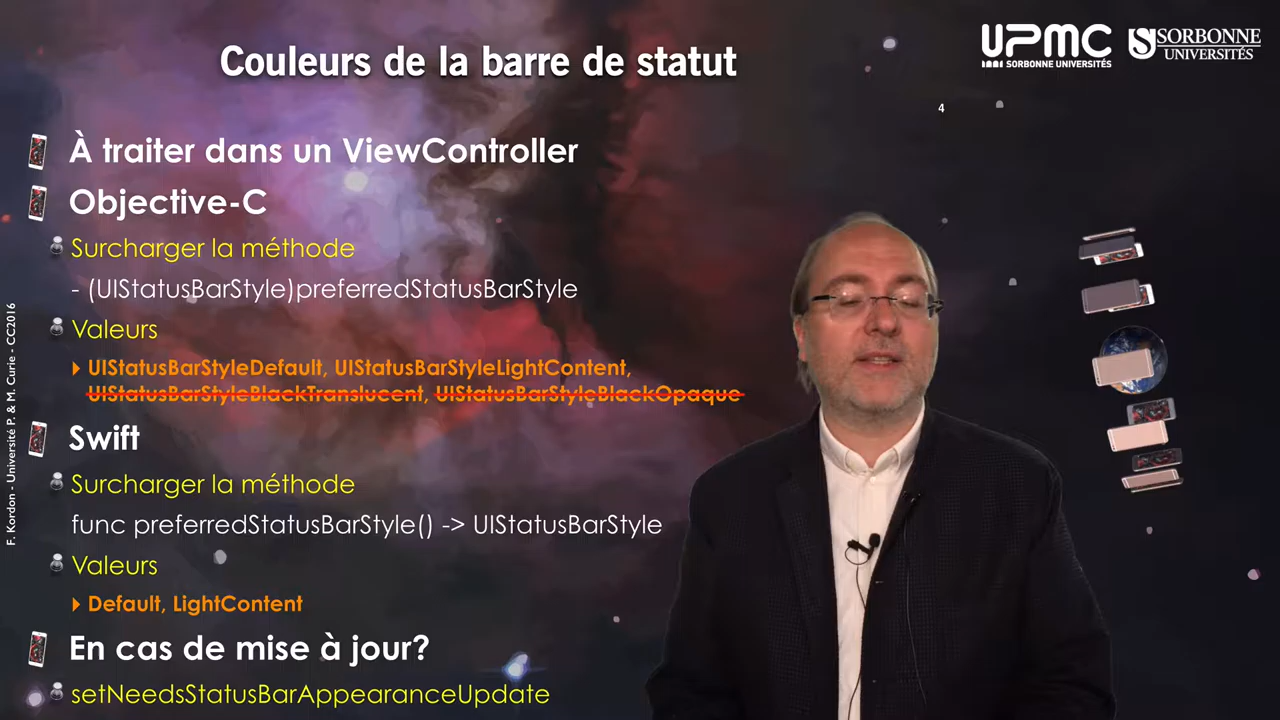 Couleurs de la barre de statut
UPMC
SORBONNE UNIVERSITÉS
S SORBONNE
UNIVERSITÉS
4
À traiter dans un ViewController
Objective-C
Surcharger la méthode
- (UIStatusBarStyle)preferredStatusBarStyle
Valeurs
UIStatusBarStyleDefault, UIStatusBarStyleLightContent,
UIStatusBarStyleBlackTranslucent, UIStatusBarStyleBlackOpaque
Swift
Surcharger la méthode
func preferredStatusBarStyle() -> UIStatusBarStyle
Valeurs
Default, LightContent
En cas de mise à jour?
setNeedsStatusBarAppearanceUpdate
F. Kordon - Université P. & M. Curie - CC2016